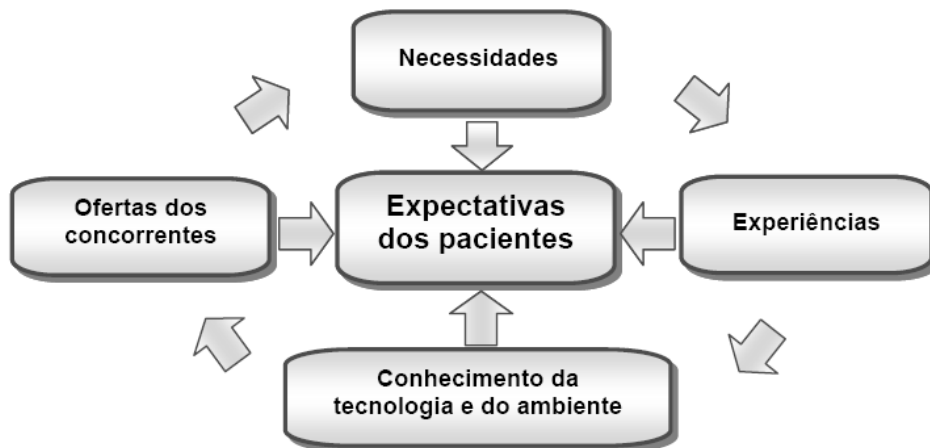 Necessidades
Ofertas dos
concorrentes
Expectativas
dos pacientes
Experiências
Conhecimento da
tecnologia e do ambiente